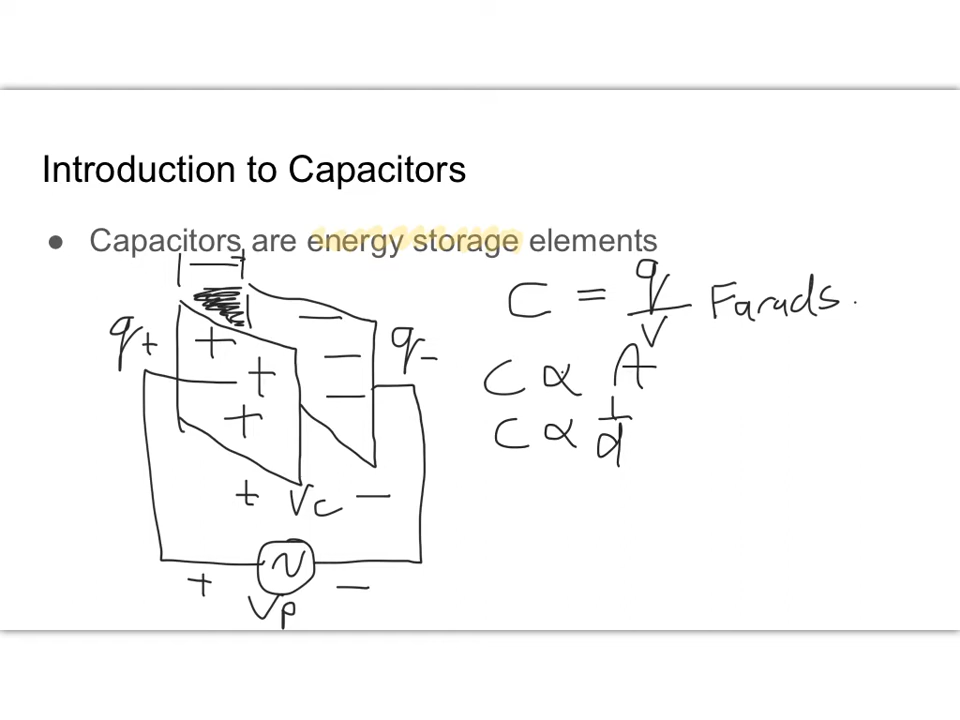 Introduction to Capacitors
● Capacitors are energy storage elements
C = q/V Farads.
q+
q-
C ∝ A
C ∝ 1/d
+ Vc -
+ -
Vp